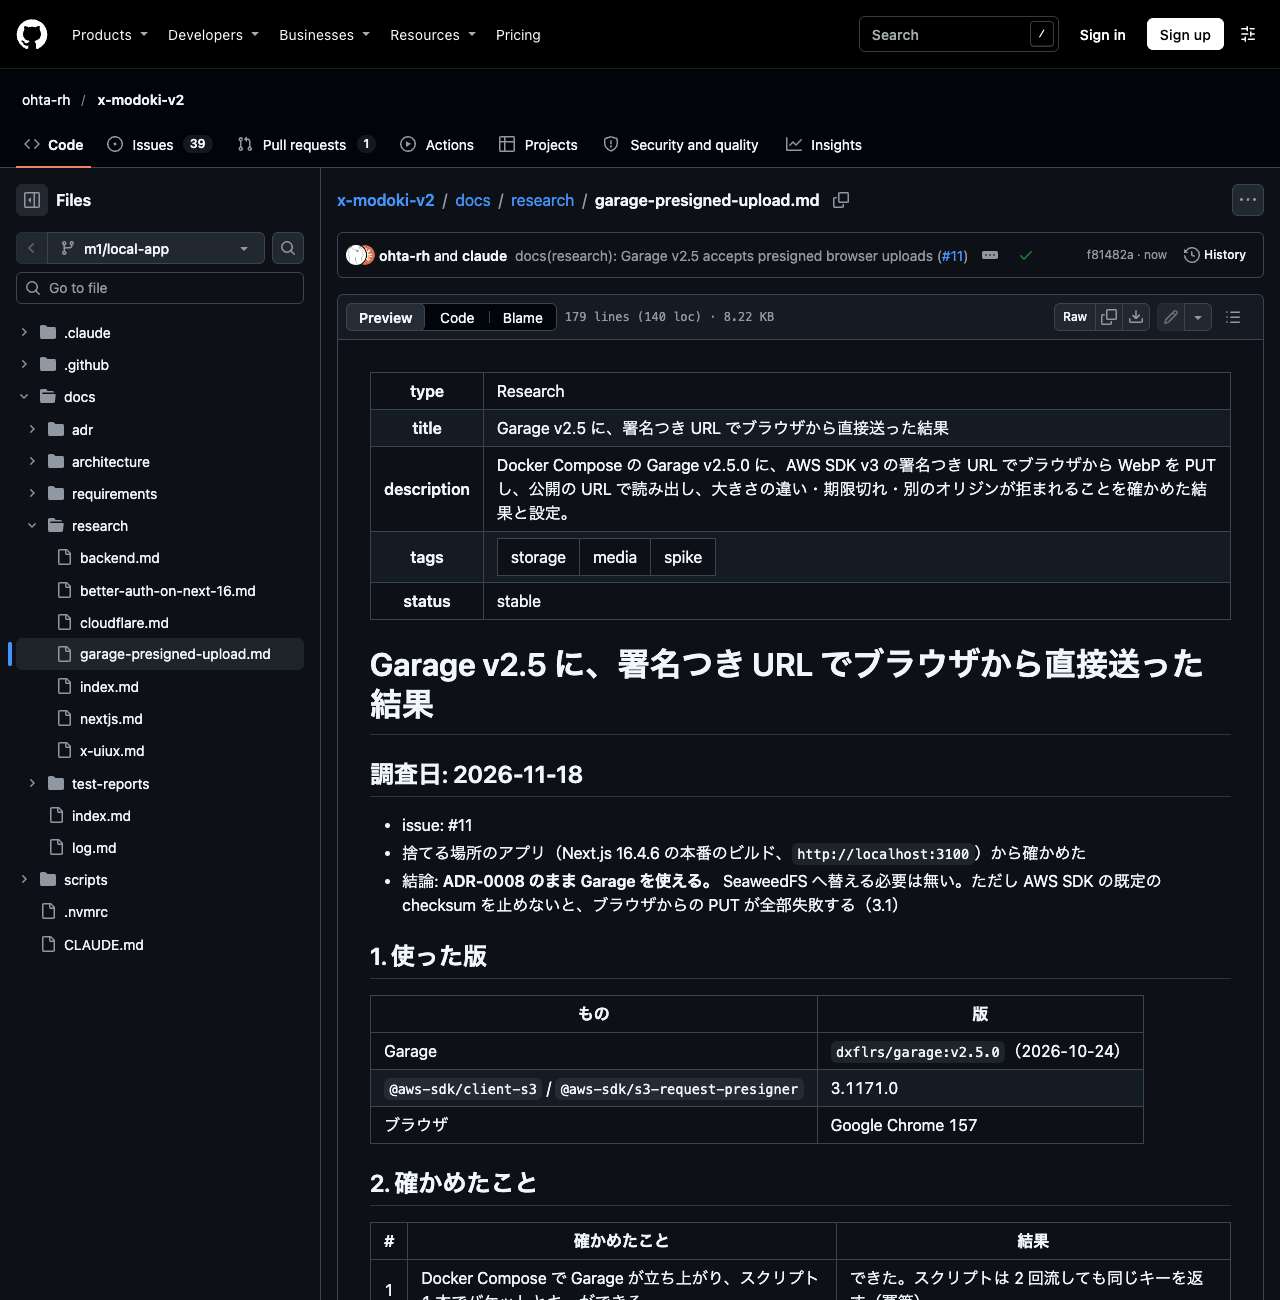 Products
Developers
Businesses
Resources
Pricing
Search
/
Sign in
Sign up
ohta-rh / x-modoki-v2
Code
Issues 39
Pull requests 1
Actions
Projects
Security and quality
Insights
Files
m1/local-app
Go to file
.claude
.github
docs
adr
architecture
requirements
research
backend.md
better-auth-on-next-16.md
cloudflare.md
garage-presigned-upload.md
index.md
nextjs.md
x-uiux.md
test-reports
index.md
log.md
scripts
.nvmrc
CLAUDE.md
x-modoki-v2 / docs / research / garage-presigned-upload.md
ohta-rh and claude docs(research): Garage v2.5 accepts presigned browser uploads (#11)
f81482a · now
History
Preview
Code
Blame
179 lines (140 loc) · 8.22 KB
Raw
type Research
title Garage v2.5 に、署名つき URL でブラウザから直接送った結果
description Docker Compose の Garage v2.5.0 に、AWS SDK v3 の署名つき URL でブラウザから WebP を PUT
し、公開の URL で読み出し、大きさの違い・期限切れ・別のオリジンが拒まれることを確かめた結
果と設定。
tags storage media spike
status stable
Garage v2.5 に、署名つき URL でブラウザから直接送った
結果
調査日: 2026-11-18
issue: #11
捨てる場所のアプリ（Next.js 16.4.6 の本番のビルド、 http://localhost:3100 ）から確かめた
結論: ADR-0008 のまま Garage を使える。 SeaweedFS へ替える必要は無い。ただし AWS SDK の既定の
checksum を止めないと、ブラウザからの PUT が全部失敗する（3.1）
1. 使った版
もの 版
Garage dxflrs/garage:v2.5.0 （2026-10-24）
@aws-sdk/client-s3 / @aws-sdk/s3-request-presigner 3.1171.0
ブラウザ Google Chrome 157
2. 確かめたこと
# 確かめたこと 結果
1 Docker Compose で Garage が立ち上がり、スクリプト できた。スクリプトは 2 回流しても同じキーを返